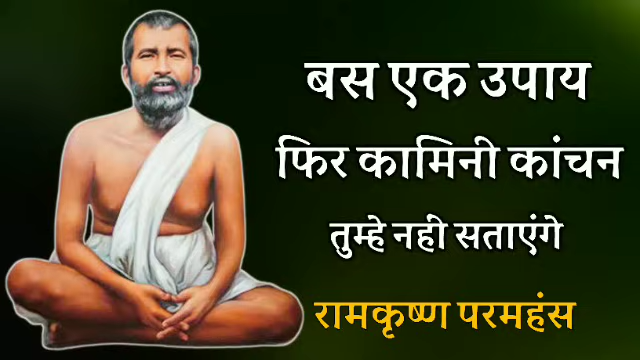 बस एक उपाय
फिर कामिनी कांचन
तुम्हे नही सताएंगे
रामकृष्ण परमहंस